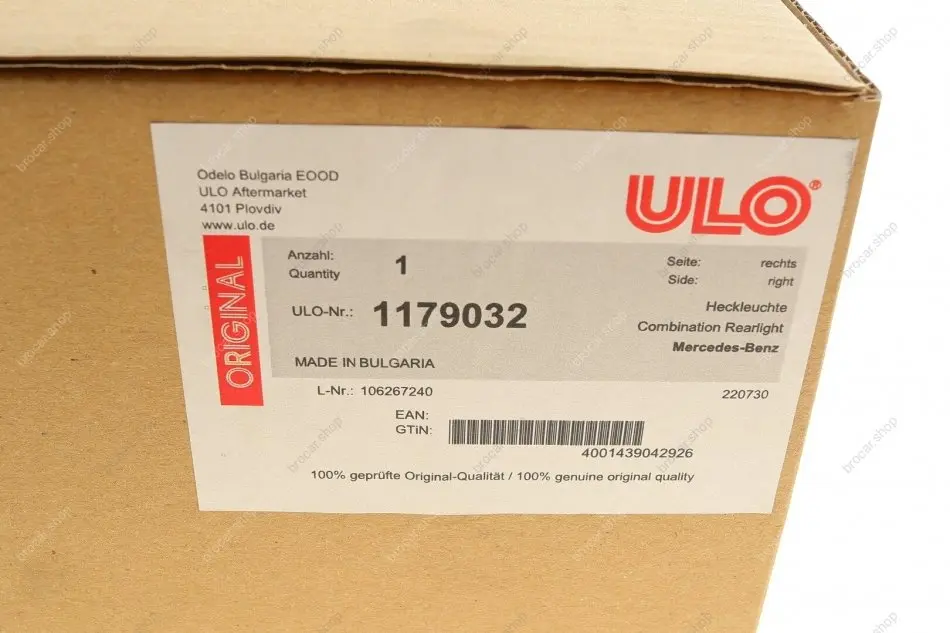 Odelo Bulgaria EOOD
ULO Aftermarket
4101 Plovdiv
www.ulo.de
ULO®
ORIGINAL
Anzahl: 1
Quantity
Seite: rechts
Side: right
ULO-Nr.: 1179032
Heckleuchte
Combination Rearlight
Mercedes-Benz
MADE IN BULGARIA
L-Nr.: 106267240
220730
EAN:
GTiN:
4001439042926
100% geprüfte Original-Qualität / 100% genuine original quality
brocar.shop